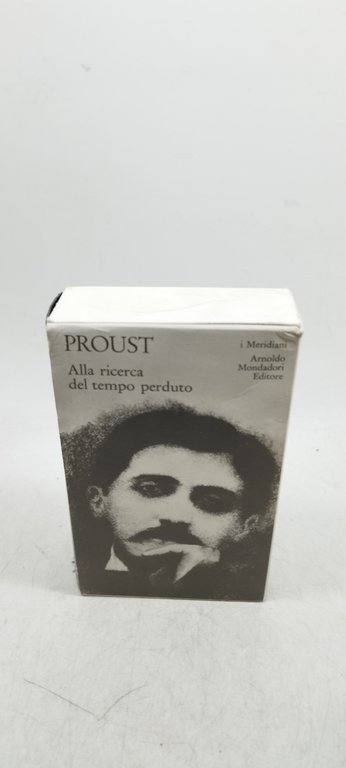 PROUST
Alla ricerca
del tempo perduto
i Meridiani
Arnoldo
Mondadori
Editore